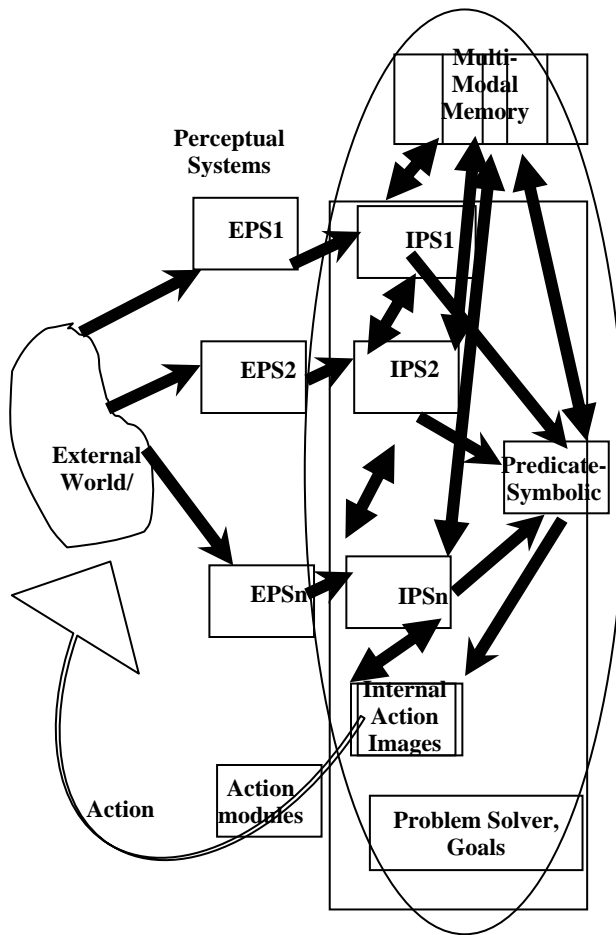 Multi-
Modal
Memory
Perceptual
Systems
EPS1
IPS1
EPS2
IPS2
External
World/
Predicate-
Symbolic
EPSn
IPSn
Internal
Action
Images
Action
Action
modules
Problem Solver,
Goals